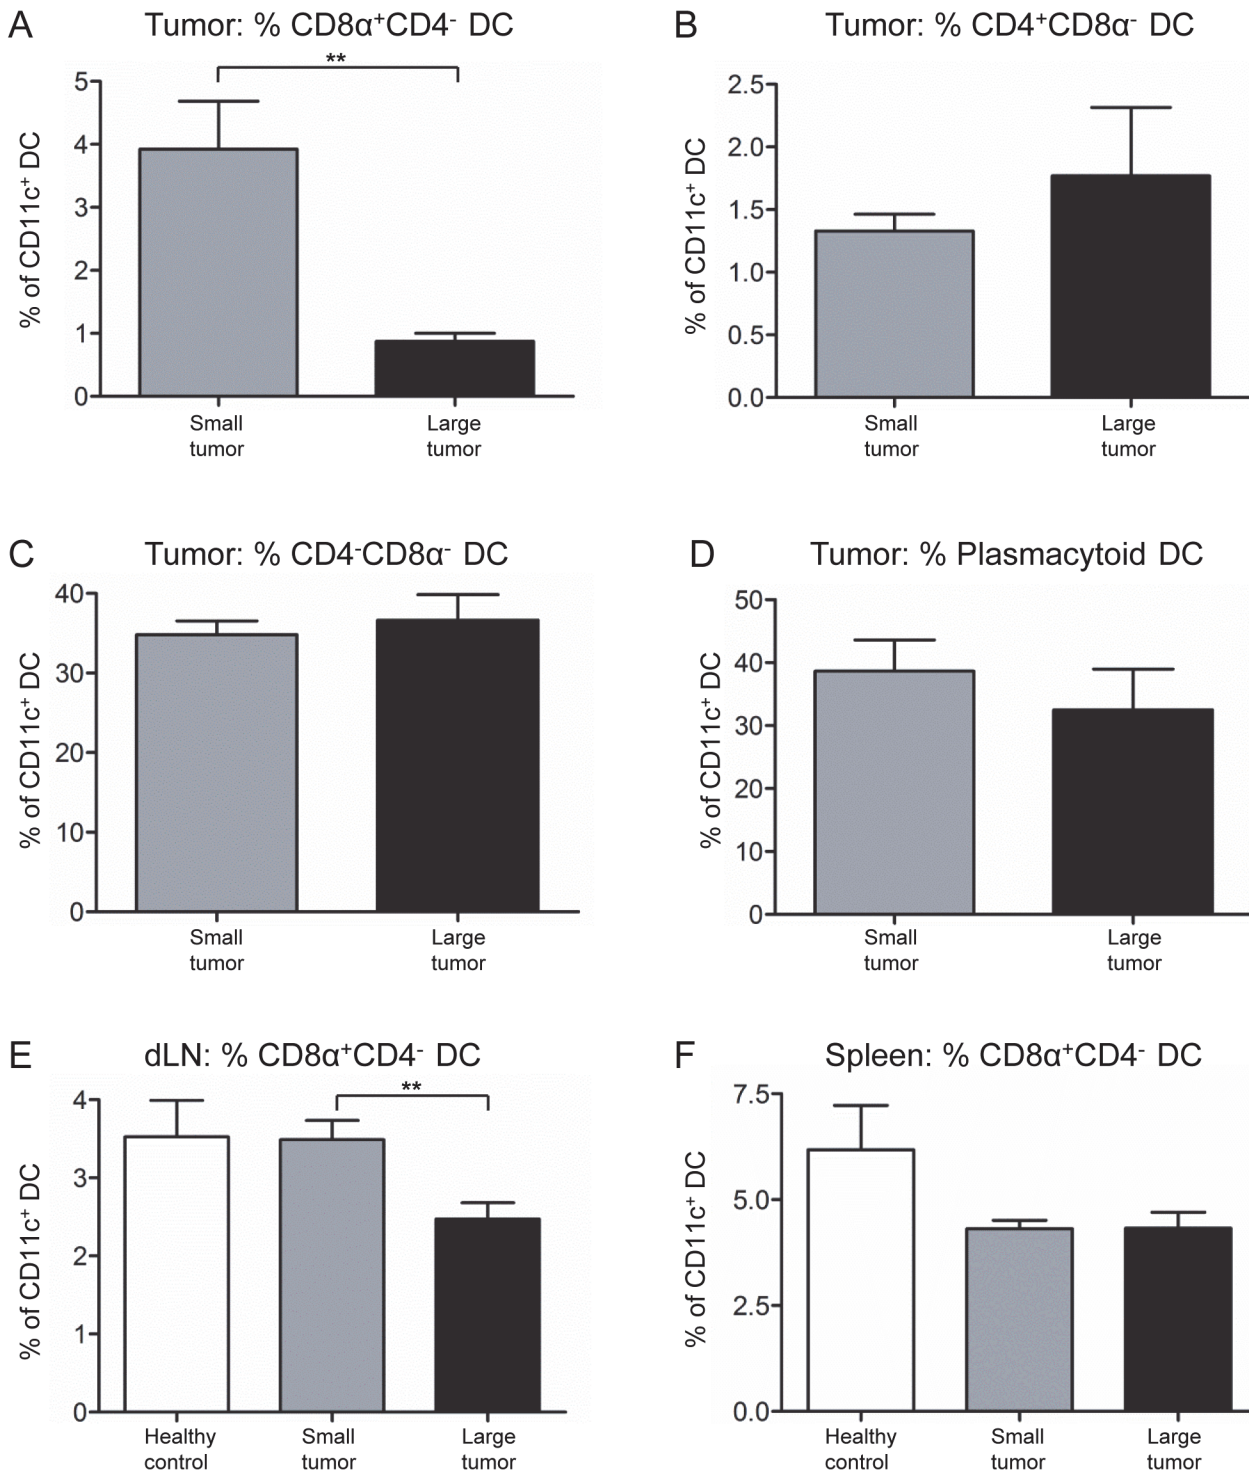 A
Tumor: % CD8α⁺CD4⁻ DC
**
% of CD11c⁺ DC
5
4
3
2
1
0
Small
tumor
Large
tumor
B
Tumor: % CD4⁺CD8α⁻ DC
% of CD11c⁺ DC
2.5
2.0
1.5
1.0
0.5
0.0
Small
tumor
Large
tumor
C
Tumor: % CD4⁻CD8α⁻ DC
% of CD11c⁺ DC
40
30
20
10
0
Small
tumor
Large
tumor
D
Tumor: % Plasmacytoid DC
% of CD11c⁺ DC
50
40
30
20
10
0
Small
tumor
Large
tumor
E
dLN: % CD8α⁺CD4⁻ DC
**
% of CD11c⁺ DC
4
3
2
1
0
Healthy
control
Small
tumor
Large
tumor
F
Spleen: % CD8α⁺CD4⁻ DC
% of CD11c⁺ DC
7.5
5.0
2.5
0.0
Healthy
control
Small
tumor
Large
tumor